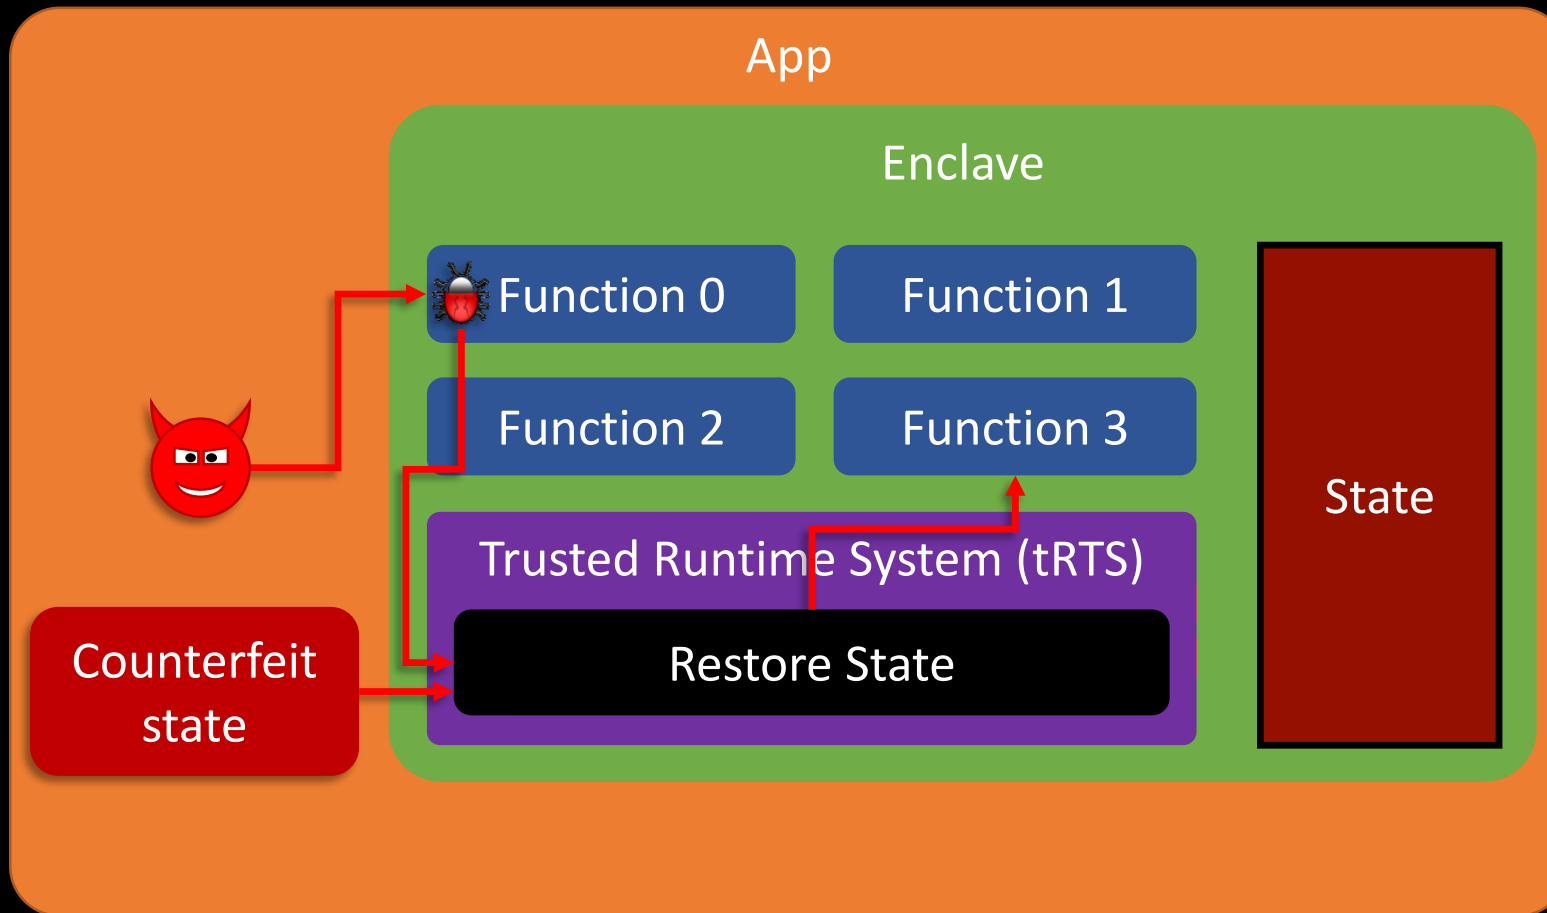 App
Enclave
Function 0
Function 1
Function 2
Function 3
State
Trusted Runtime System (tRTS)
Restore State
Counterfeit
state